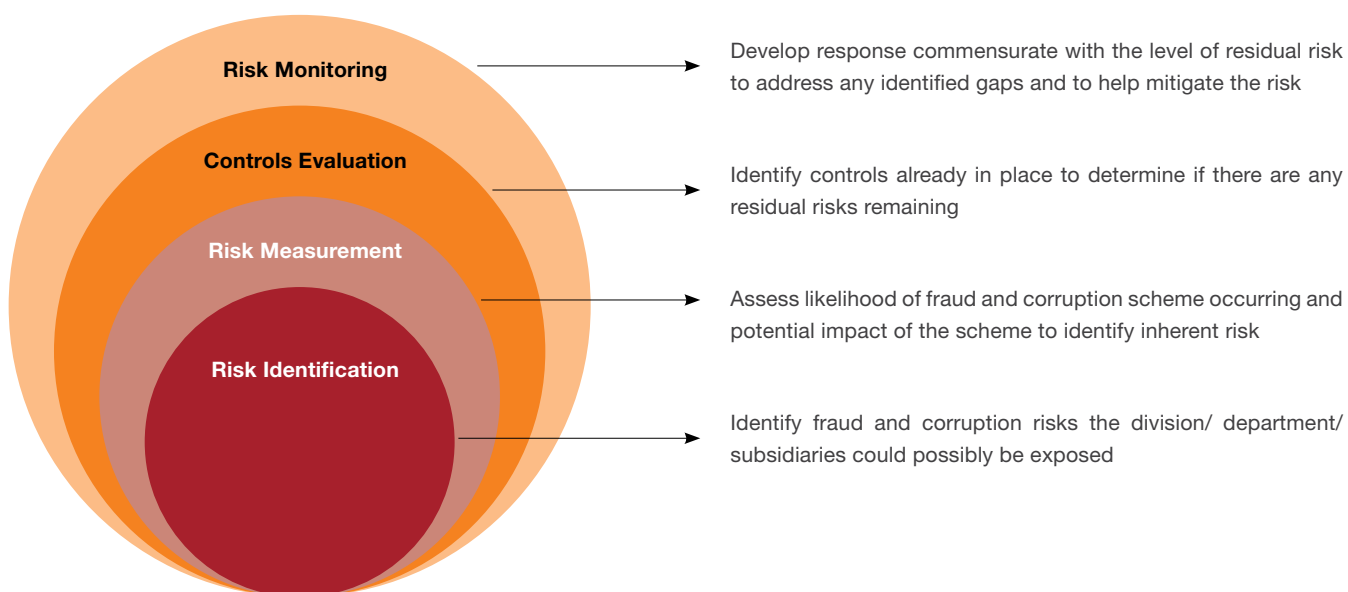 Risk Monitoring
Develop response commensurate with the level of residual risk
to address any identified gaps and to help mitigate the risk
Controls Evaluation
Identify controls already in place to determine if there are any
residual risks remaining
Risk Measurement
Assess likelihood of fraud and corruption scheme occurring and
potential impact of the scheme to identify inherent risk
Risk Identification
Identify fraud and corruption risks the division/ department/
subsidiaries could possibly be exposed